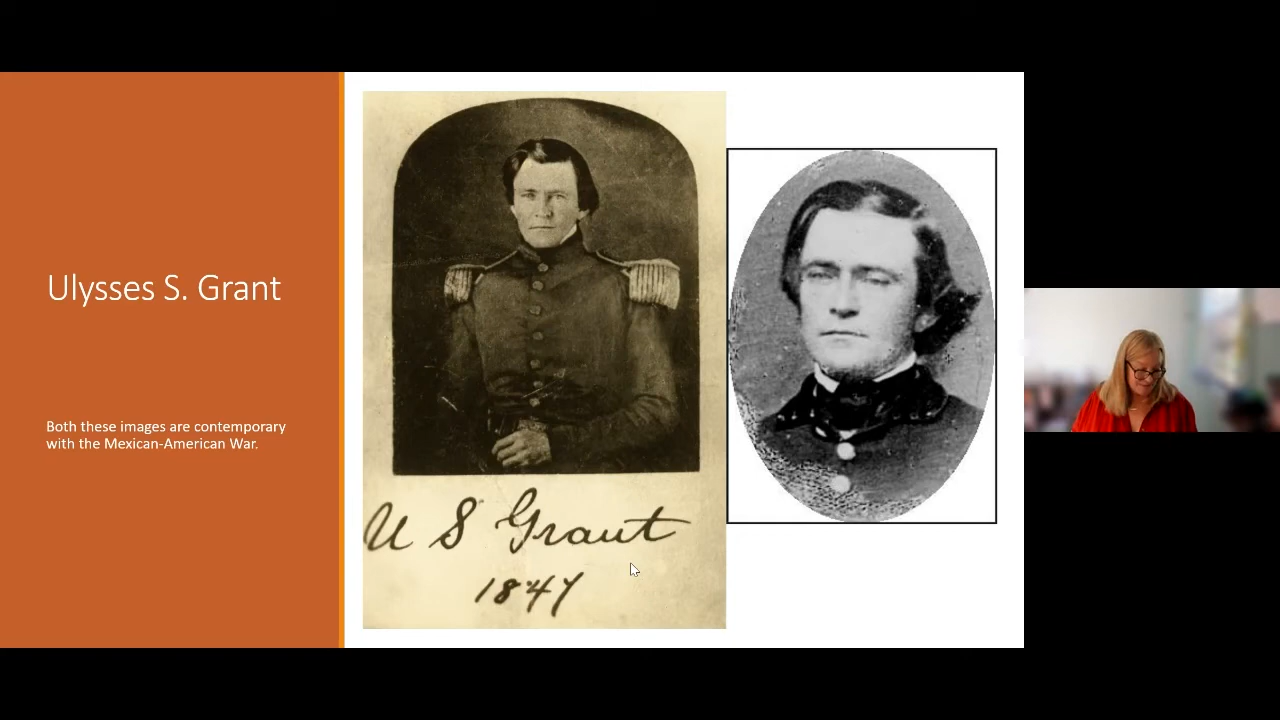 Ulysses S. Grant
Both these images are contemporary
with the Mexican-American War.
U S Grant
1847